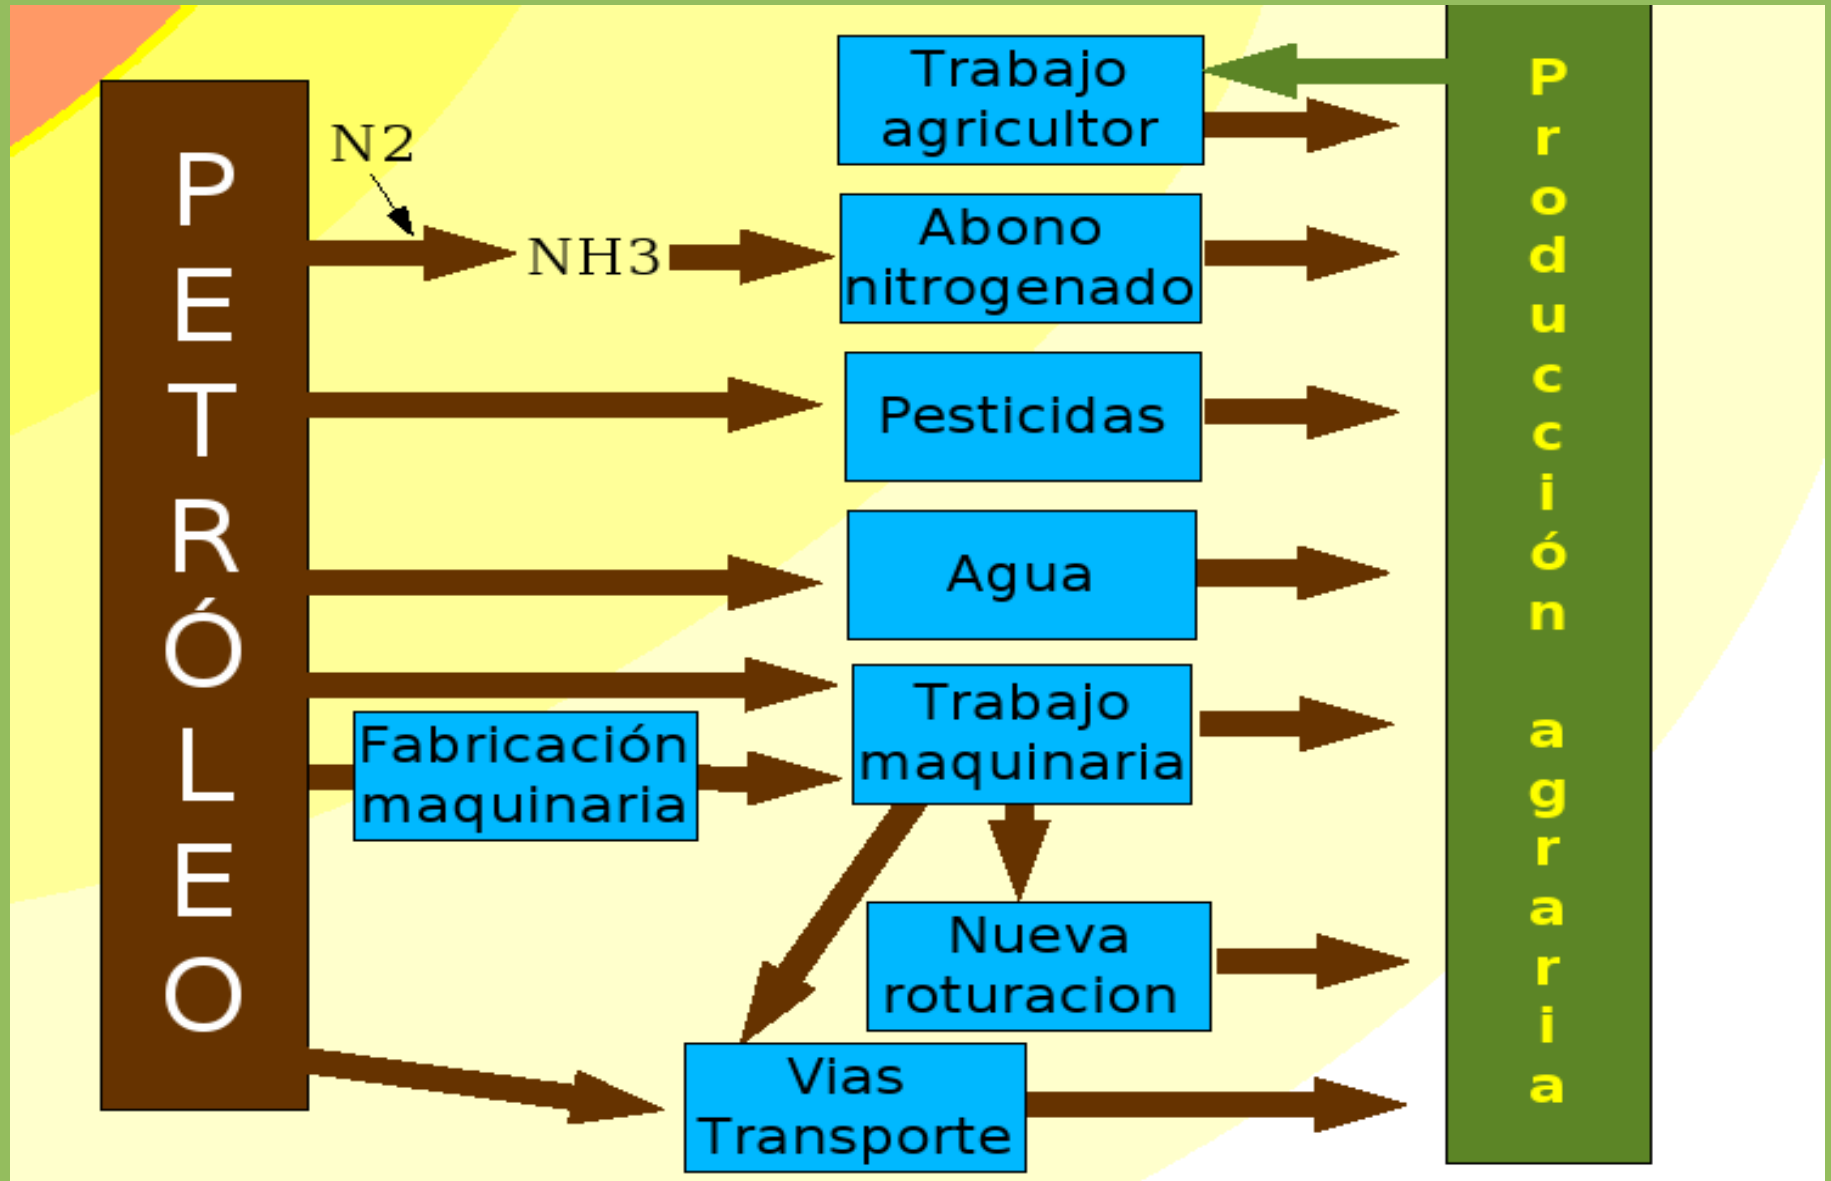 PETRÓLEO
N2
NH3
Trabajo
agricultor
Abono
nitrogenado
Pesticidas
Agua
Trabajo
maquinaria
Fabricación
maquinaria
Nueva
roturacion
Vias
Transporte
Producción agraria